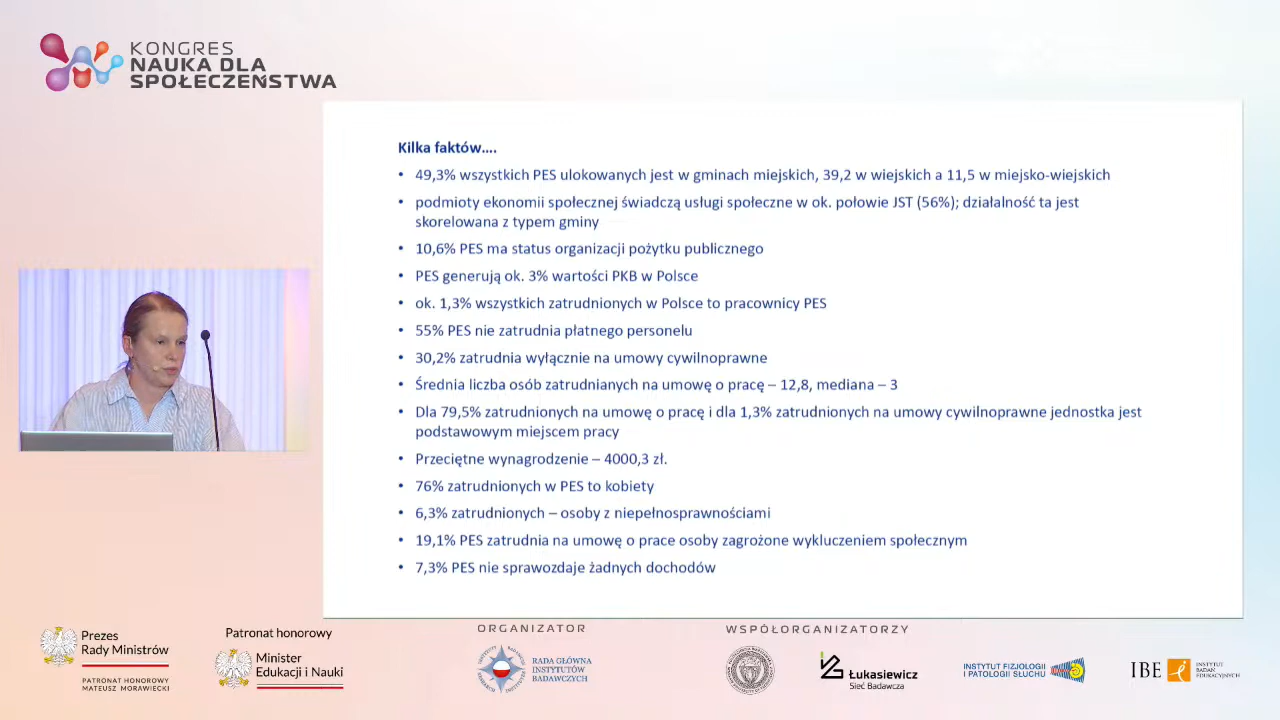 KONGRES
NAUKA DLA
SPOŁECZEŃSTWA
Kilka faktów....
• 49,3% wszystkich PES ulokowanych jest w gminach miejskich, 39,2 w wiejskich a 11,5 w miejsko-wiejskich
• podmioty ekonomii społecznej świadczą usługi społeczne w ok. połowie JST (56%); działalność ta jest
skorelowana z typem gminy
• 10,6% PES ma status organizacji pożytku publicznego
• PES generują ok. 3% wartości PKB w Polsce
• ok. 1,3% wszystkich zatrudnionych w Polsce to pracownicy PES
• 55% PES nie zatrudnia płatnego personelu
• 30,2% zatrudnia wyłącznie na umowy cywilnoprawne
• Średnia liczba osób zatrudnianych na umowę o pracę – 12,8, mediana – 3
• Dla 79,5% zatrudnionych na umowę o pracę i dla 1,3% zatrudnionych na umowy cywilnoprawne jednostka jest
podstawowym miejscem pracy
• Przeciętne wynagrodzenie – 4000,3 zł.
• 76% zatrudnionych w PES to kobiety
• 6,3% zatrudnionych – osoby z niepełnosprawnościami
• 19,1% PES zatrudnia na umowę o prace osoby zagrożone wykluczeniem społecznym
• 7,3% PES nie sprawozdaje żadnych dochodów
Prezes
Rady Ministrów
PATRONAT HONOROWY
MATEUSZ MORAWIECKI
Patronat honorowy
Minister
Edukacji i Nauki
ORGANIZATOR
RADA GŁÓWNA
INSTYTUTÓW
BADAWCZYCH
WSPÓŁORGANIZATORZY
Łukasiewicz
Sieć Badawcza
INSTYTUT FIZJOLOGII
I PATOLOGII SŁUCHU
IBE
INSTYTUT
BADAŃ
EDUKACYJNYCH